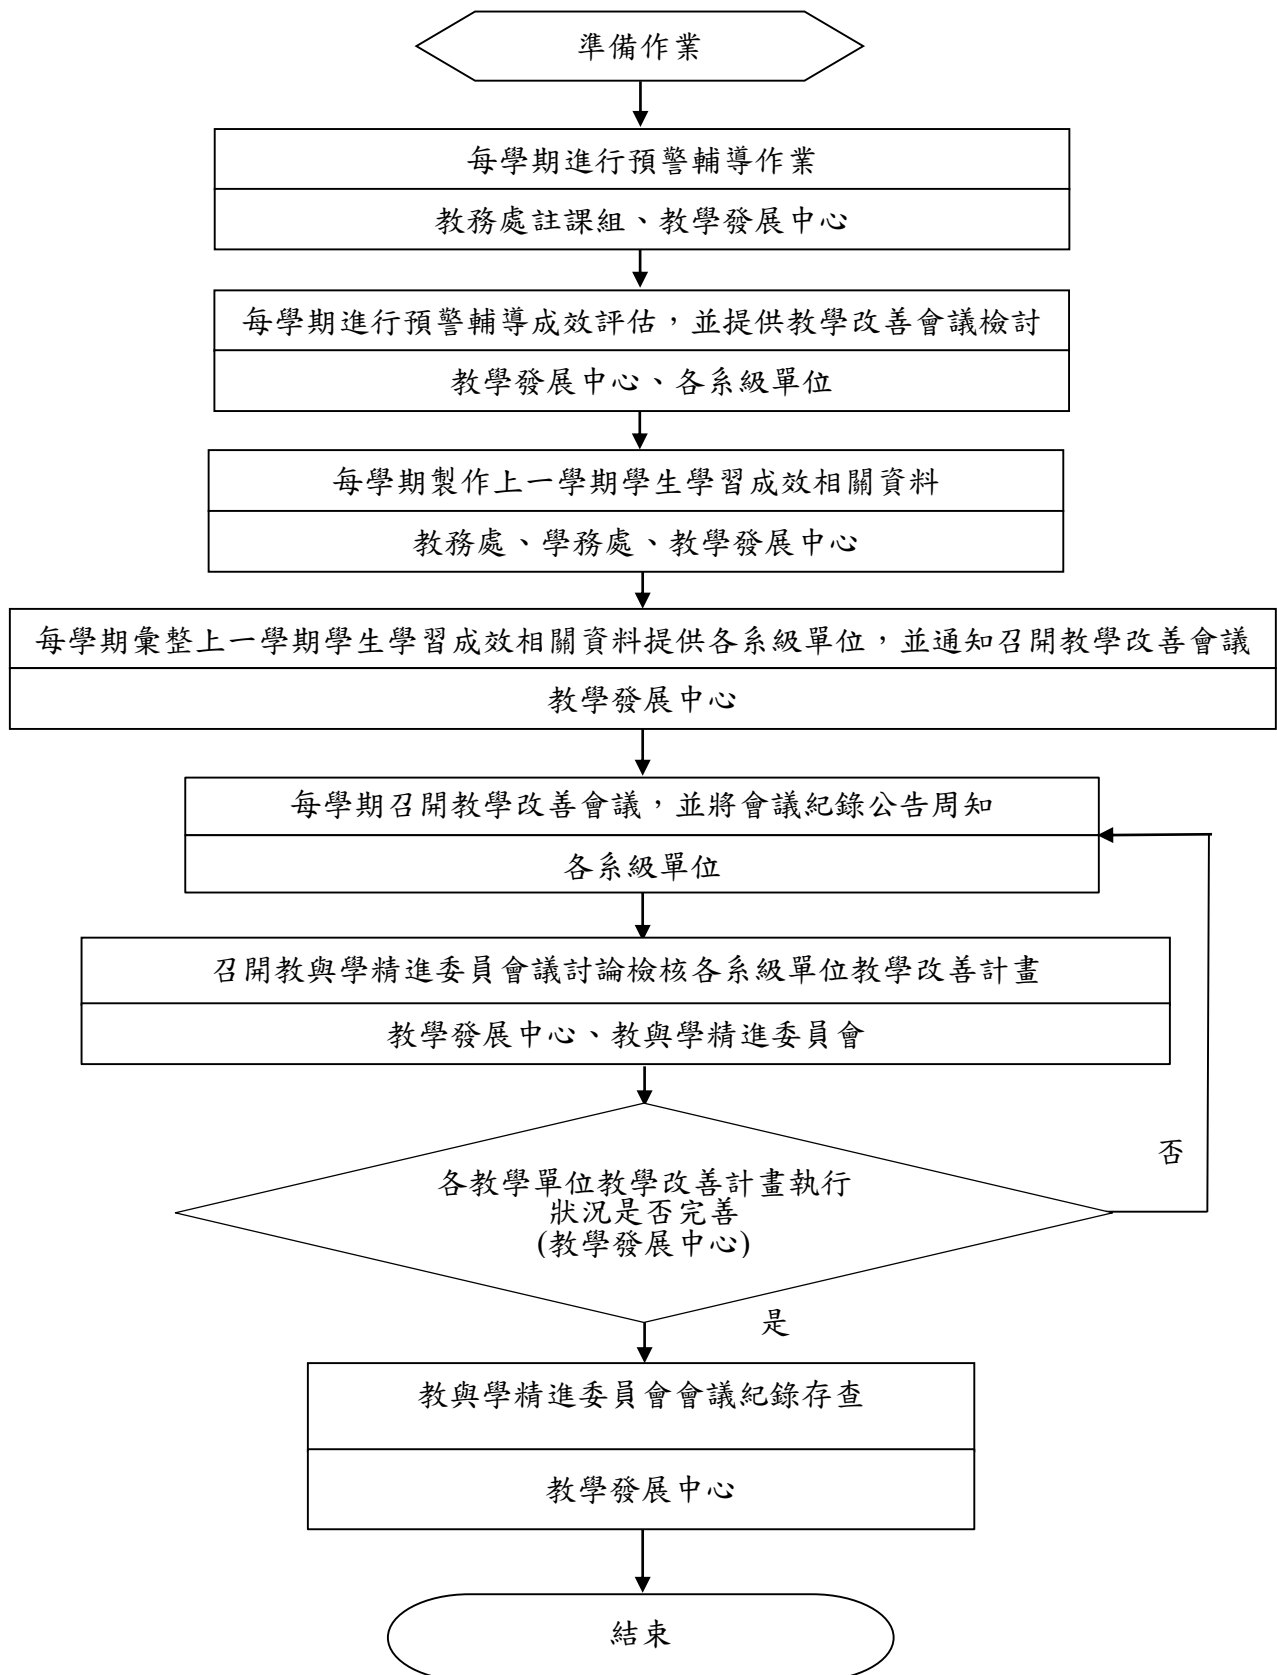 準備作業
每學期進行預警輔導作業
教務處註課組、教學發展中心
每學期進行預警輔導成效評估，並提供教學改善會議檢討
教學發展中心、各系級單位
每學期製作上一學期學生學習成效相關資料
教務處、學務處、教學發展中心
每學期彙整上一學期學生學習成效相關資料提供各系級單位，並通知召開教學改善會議
教學發展中心
每學期召開教學改善會議，並將會議紀錄公告周知
各系級單位
召開教與學精進委員會議討論檢核各系級單位教學改善計畫
教學發展中心、教與學精進委員會
否
各教學單位教學改善計畫執行
狀況是否完善
(教學發展中心)
是
教與學精進委員會會議紀錄存查
教學發展中心
結束